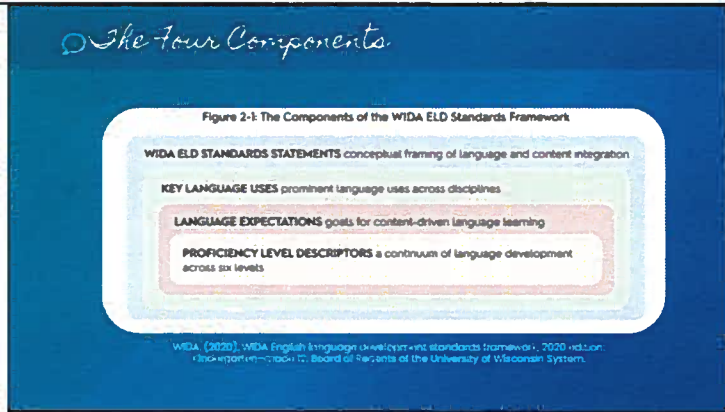 The Four Components
Figure 2-1: The Components of the WIDA ELD Standards Framework
WIDA ELD STANDARDS STATEMENTS conceptual framing of language and content integration
KEY LANGUAGE USES prominent language uses across disciplines
LANGUAGE EXPECTATIONS goals for content-driven language learning
PROFICIENCY LEVEL DESCRIPTORS a continuum of language development
across six levels
WIDA. (2020). WIDA English language development standards framework, 2020 edition:
Kindergarten–grade 12. Board of Regents of the University of Wisconsin System.